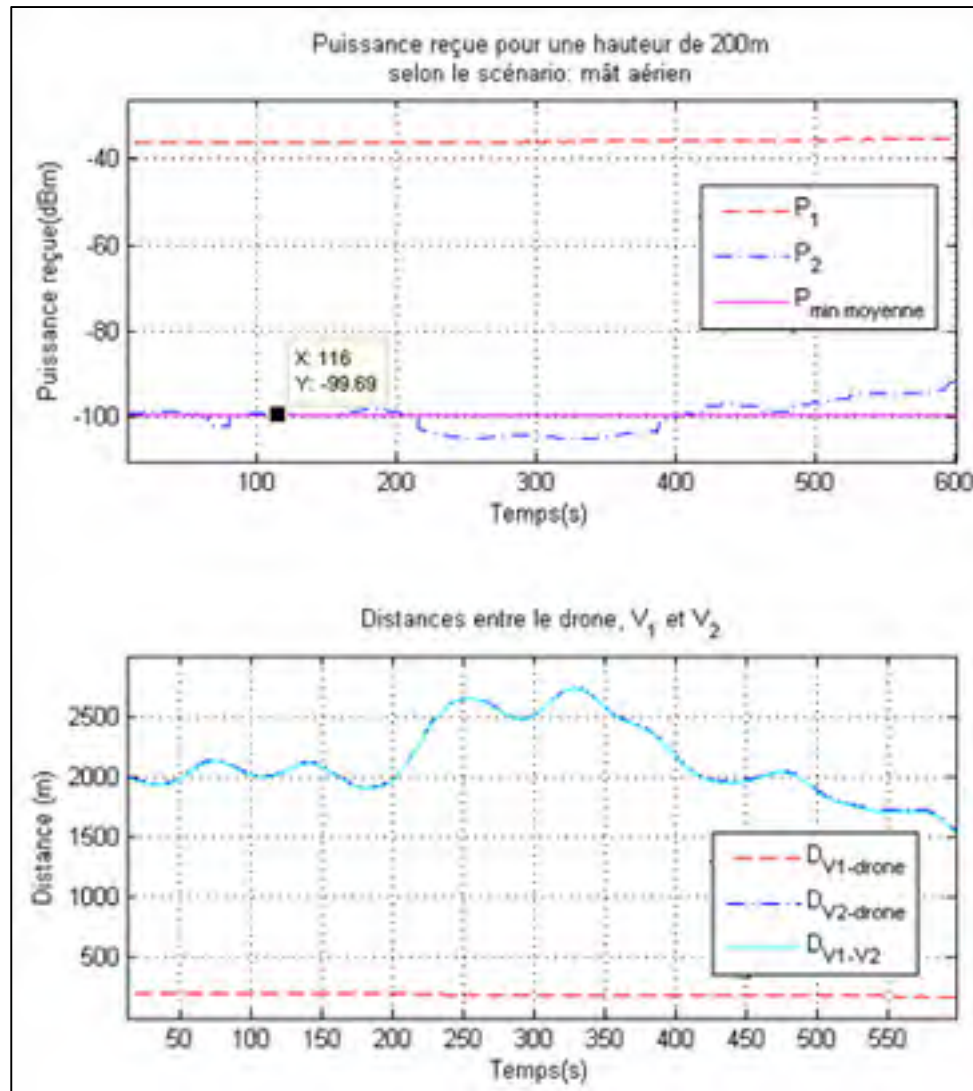 Puissance reçue pour une hauteur de 200m
selon le scénario: mât aérien
Puissance reçue(dBm)
-40
-60
-80
-100
P1
P2
Pmin moyenne
X: 116
Y: -99.69
100 200 300 400 500 600
Temps(s)
Distances entre le drone, V1 et V2
Distance (m)
2500
2000
1500
1000
500
DV1-drone
DV2-drone
DV1-V2
50 100 150 200 250 300 350 400 450 500 550
Temps(s)